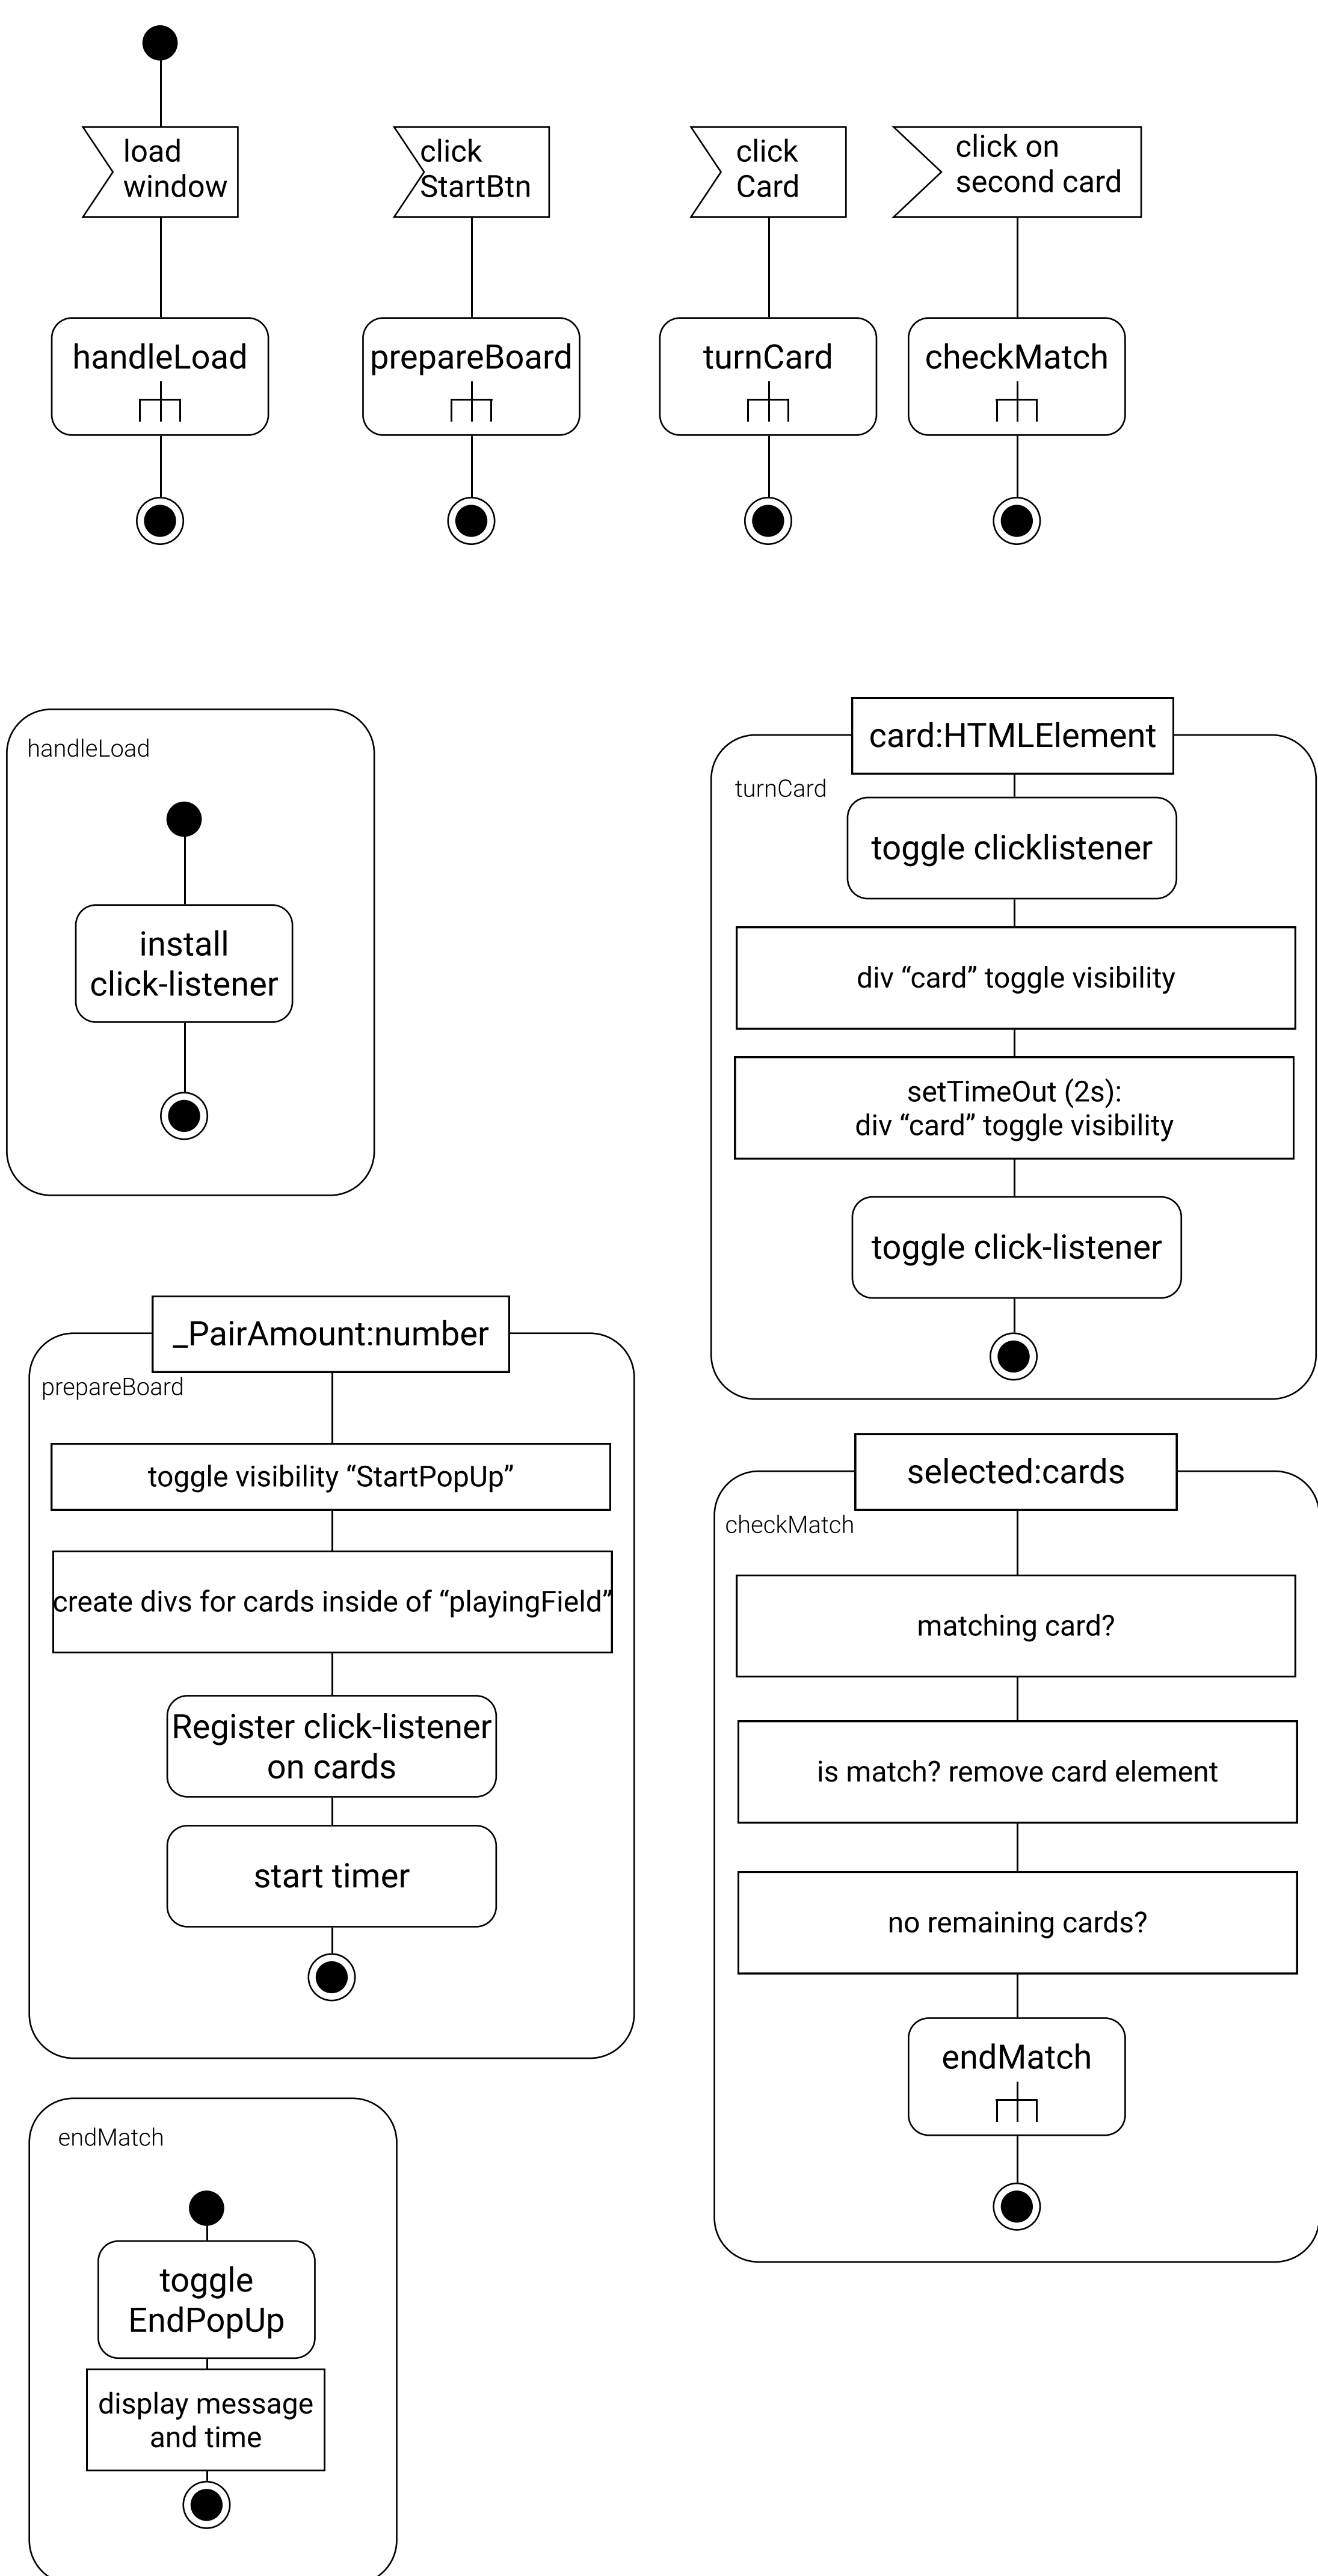 load
window
click
StartBtn
click
Card
click on
second card
handleLoad
prepareBoard
turnCard
checkMatch
handleLoad
install
click-listener
card:HTMLElement
turnCard
toggle clicklistener
div “card” toggle visibility
setTimeOut (2s):
div “card” toggle visibility
toggle click-listener
_PairAmount:number
prepareBoard
toggle visibility “StartPopUp”
create divs for cards inside of “playingField”
Register click-listener
on cards
start timer
selected:cards
checkMatch
matching card?
is match? remove card element
no remaining cards?
endMatch
endMatch
toggle
EndPopUp
display message
and time